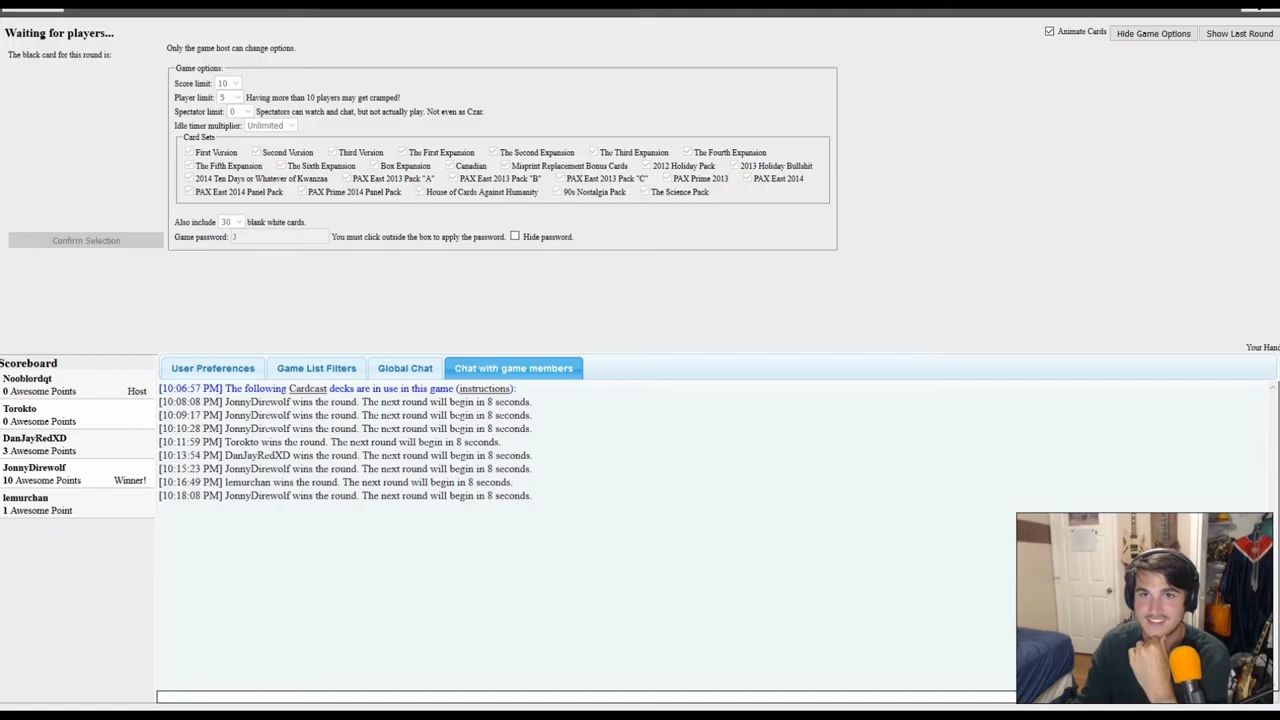 Waiting for players...
The black card for this round is:
Confirm Selection
Only the game host can change options.
Animate Cards
Hide Game Options
Show Last Round
Game options:
Score limit: 10
Player limit: 5 Having more than 10 players may get cramped!
Spectator limit: 0 Spectators can watch and chat, but not actually play. Not even as Czar.
Idle timer multiplier: Unlimited
Card Sets
First Version Second Version Third Version The First Expansion The Second Expansion The Third Expansion The Fourth Expansion
The Fifth Expansion The Sixth Expansion Box Expansion Canadian Misprint Replacement Bonus Cards 2012 Holiday Pack 2013 Holiday Bullshit
2014 Ten Days or Whatever of Kwanzaa PAX East 2013 Pack "A" PAX East 2013 Pack "B" PAX East 2013 Pack "C" PAX Prime 2013 PAX East 2014
PAX East 2014 Panel Pack PAX Prime 2014 Panel Pack House of Cards Against Humanity 90s Nostalgia Pack The Science Pack
Also include 30 blank white cards.
Game password: J You must click outside the box to apply the password. Hide password.
Your Hand
Scoreboard
Nooblordqt
0 Awesome Points Host
Torokto
0 Awesome Points
DanJayRedXD
3 Awesome Points
JonnyDirewolf
10 Awesome Points Winner!
lemurchan
1 Awesome Point
User Preferences
Game List Filters
Global Chat
Chat with game members
[10:06:57 PM] The following Cardcast decks are in use in this game (instructions):
[10:08:08 PM] JonnyDirewolf wins the round. The next round will begin in 8 seconds.
[10:09:17 PM] JonnyDirewolf wins the round. The next round will begin in 8 seconds.
[10:10:28 PM] JonnyDirewolf wins the round. The next round will begin in 8 seconds.
[10:11:59 PM] Torokto wins the round. The next round will begin in 8 seconds.
[10:13:54 PM] DanJayRedXD wins the round. The next round will begin in 8 seconds.
[10:15:23 PM] JonnyDirewolf wins the round. The next round will begin in 8 seconds.
[10:16:49 PM] lemurchan wins the round. The next round will begin in 8 seconds.
[10:18:08 PM] JonnyDirewolf wins the round. The next round will begin in 8 seconds.